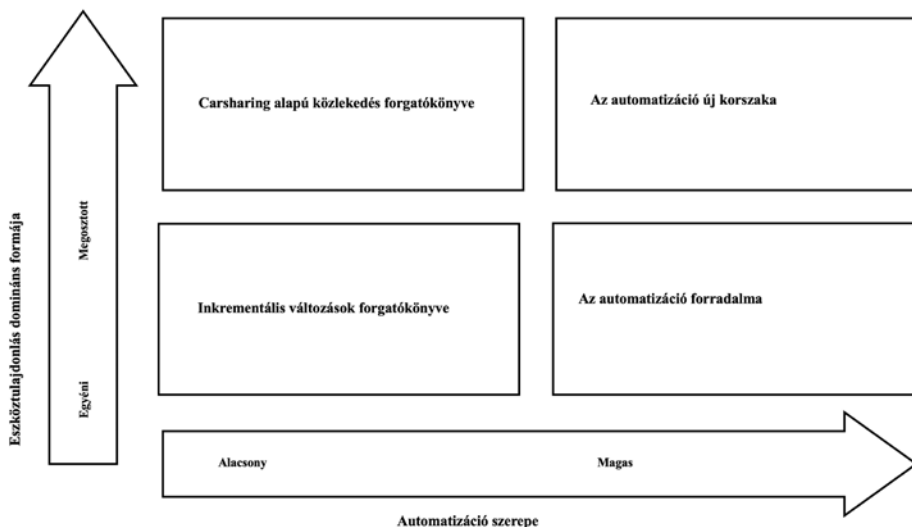 Eszköztulajdonlás domináns formája
Megosztott
Egyéni
Carsharing alapú közlekedés forgatókönyve
Az automatizáció új korszaka
Inkrementális változások forgatókönyve
Az automatizáció forradalma
Alacsony
Magas
Automatizáció szerepe